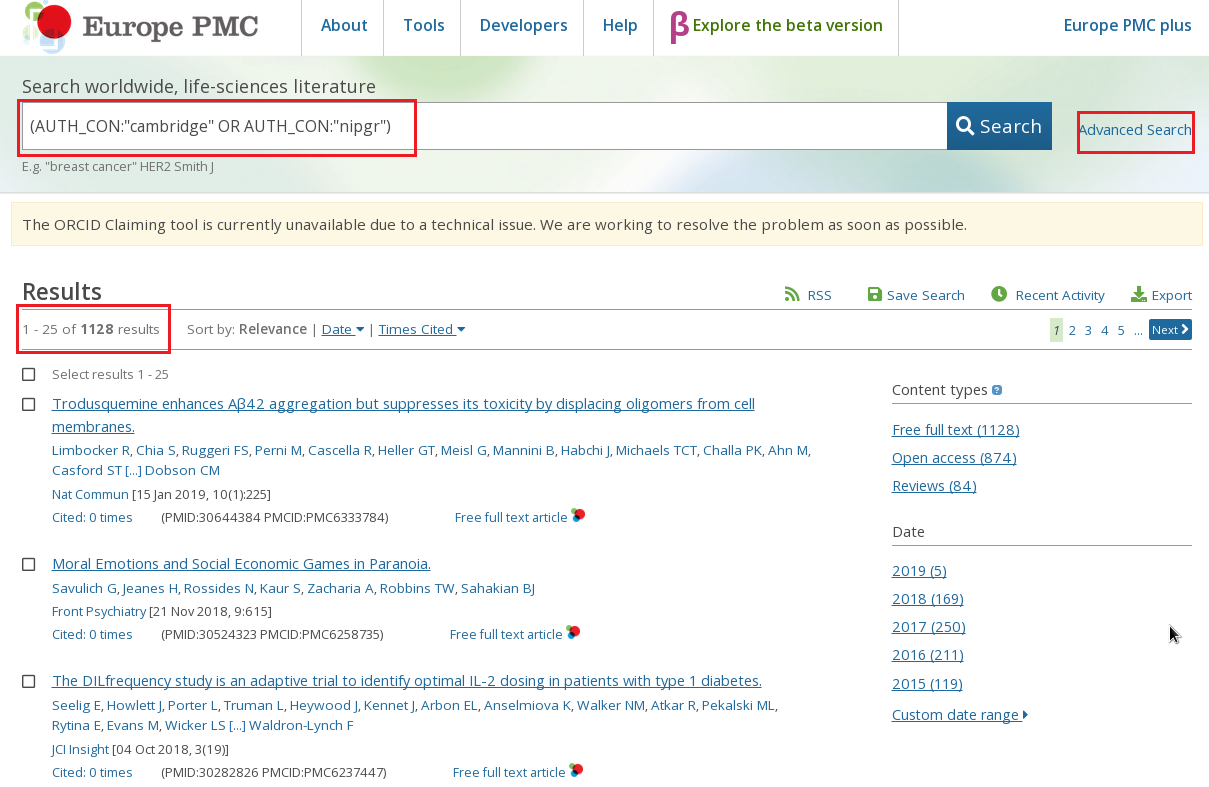 Europe PMC
About
Tools
Developers
Help
β Explore the beta version
Europe PMC plus
Search worldwide, life-sciences literature
(AUTH_CON:"cambridge" OR AUTH_CON:"nipgr")
Search
Advanced Search
E.g. "breast cancer" HER2 Smith J
The ORCID Claiming tool is currently unavailable due to a technical issue. We are working to resolve the problem as soon as possible.
Results
RSS
Save Search
Recent Activity
Export
1 - 25 of 1128 results
Sort by: Relevance | Date | Times Cited
1 2 3 4 5 ... Next
Select results 1 - 25
Trodusquemine enhances Aβ42 aggregation but suppresses its toxicity by displacing oligomers from cell
membranes.
Limbocker R, Chia S, Ruggeri FS, Perni M, Cascella R, Heller GT, Meisl G, Mannini B, Habchi J, Michaels TCT, Challa PK, Ahn M,
Casford ST [...] Dobson CM
Nat Commun [15 Jan 2019, 10(1):225]
Cited: 0 times (PMID:30644384 PMCID:PMC6333784) Free full text article
Moral Emotions and Social Economic Games in Paranoia.
Savulich G, Jeanes H, Rossides N, Kaur S, Zacharia A, Robbins TW, Sahakian BJ
Front Psychiatry [21 Nov 2018, 9:615]
Cited: 0 times (PMID:30524323 PMCID:PMC6258735) Free full text article
The DILfrequency study is an adaptive trial to identify optimal IL-2 dosing in patients with type 1 diabetes.
Seelig E, Howlett J, Porter L, Truman L, Heywood J, Kennet J, Arbon EL, Anselmiova K, Walker NM, Atkar R, Pekalski ML,
Rytina E, Evans M, Wicker LS [...] Waldron-Lynch F
JCI Insight [04 Oct 2018, 3(19)]
Cited: 0 times (PMID:30282826 PMCID:PMC6237447) Free full text article
Content types ?
Free full text (1128)
Open access (874)
Reviews (84)
Date
2019 (5)
2018 (169)
2017 (250)
2016 (211)
2015 (119)
Custom date range